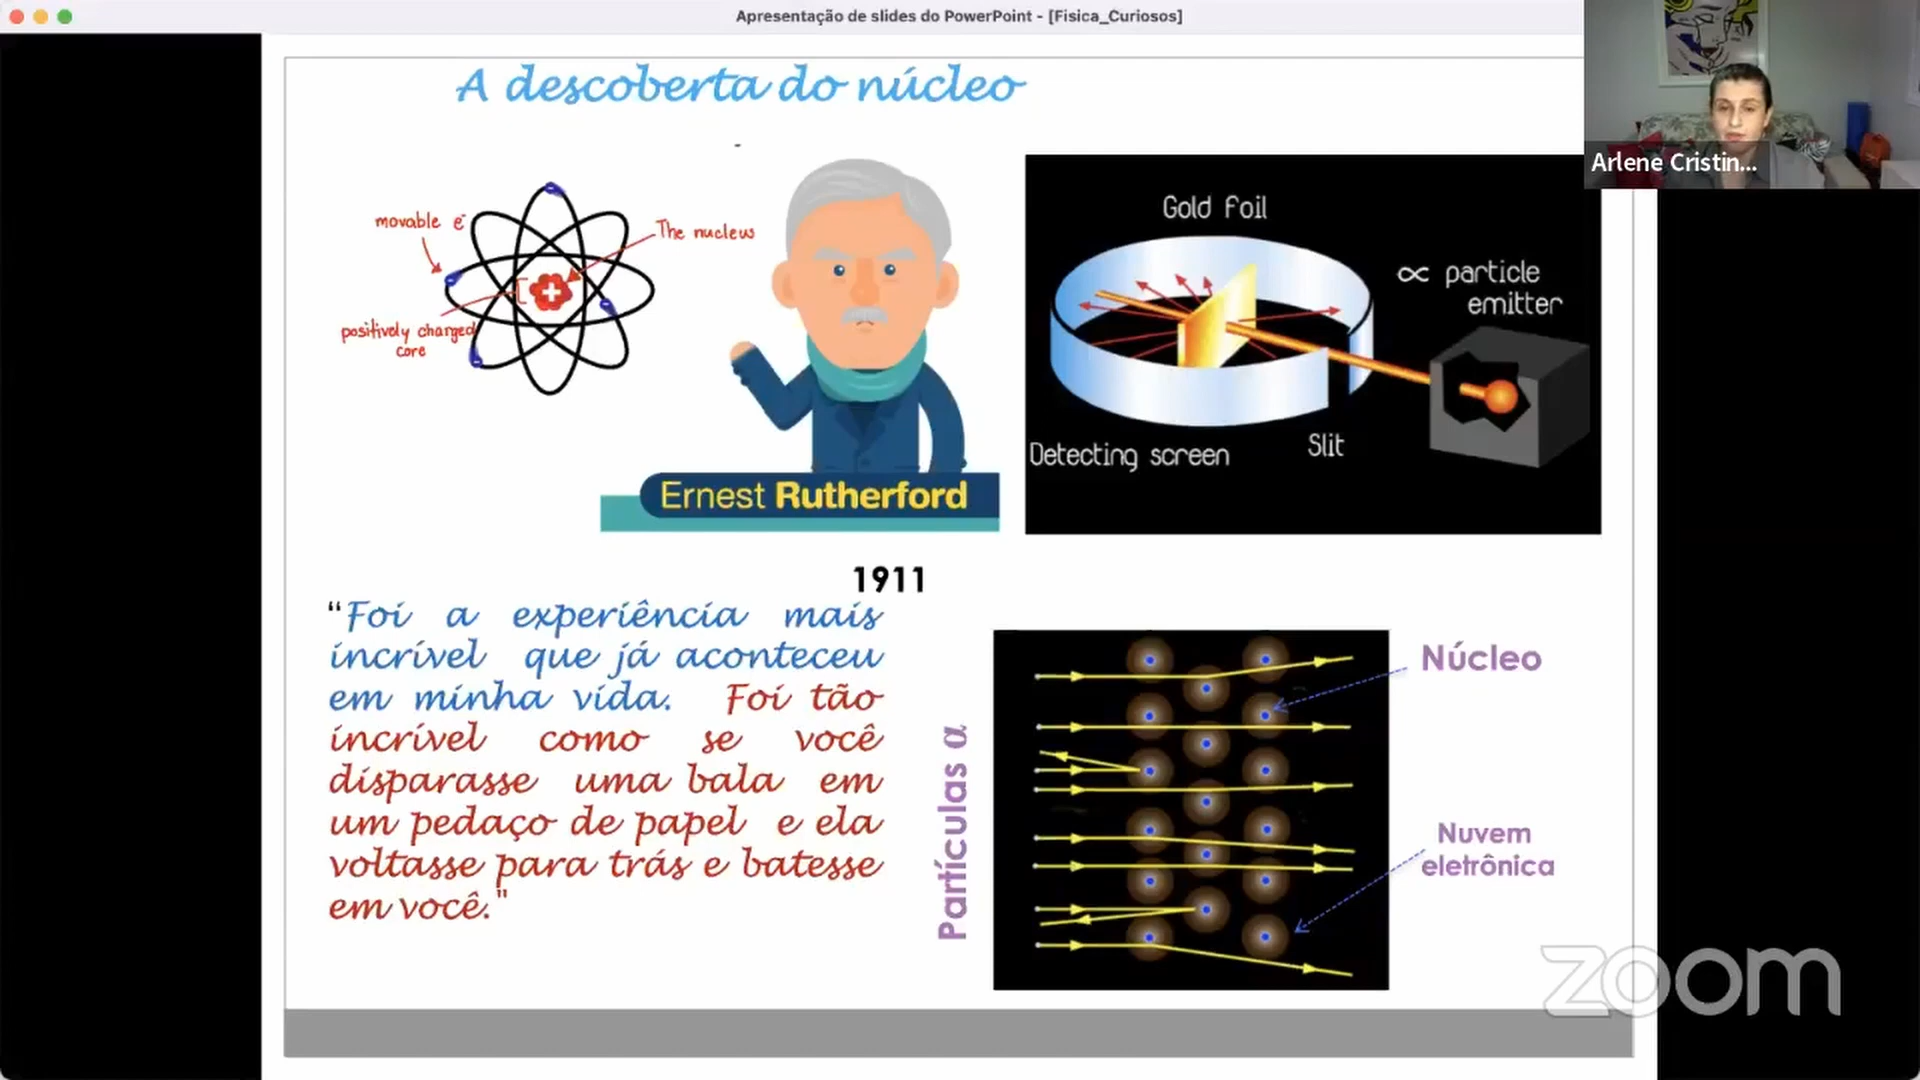 Apresentação de slides do PowerPoint - [Fisica_Curiosos]
Arlene Cristin...
A descoberta do núcleo
movable e⁻
The nucleus
positively charged
core
Ernest Rutherford
Gold Foil
∝ particle
emitter
Detecting screen
Slit
1911
“Foi a experiência mais
incrível que já aconteceu
em minha vida. Foi tão
incrível como se você
disparasse uma bala em
um pedaço de papel e ela
voltasse para trás e batesse
em você."
Partículas α
Núcleo
Nuvem
eletrônica
zoom